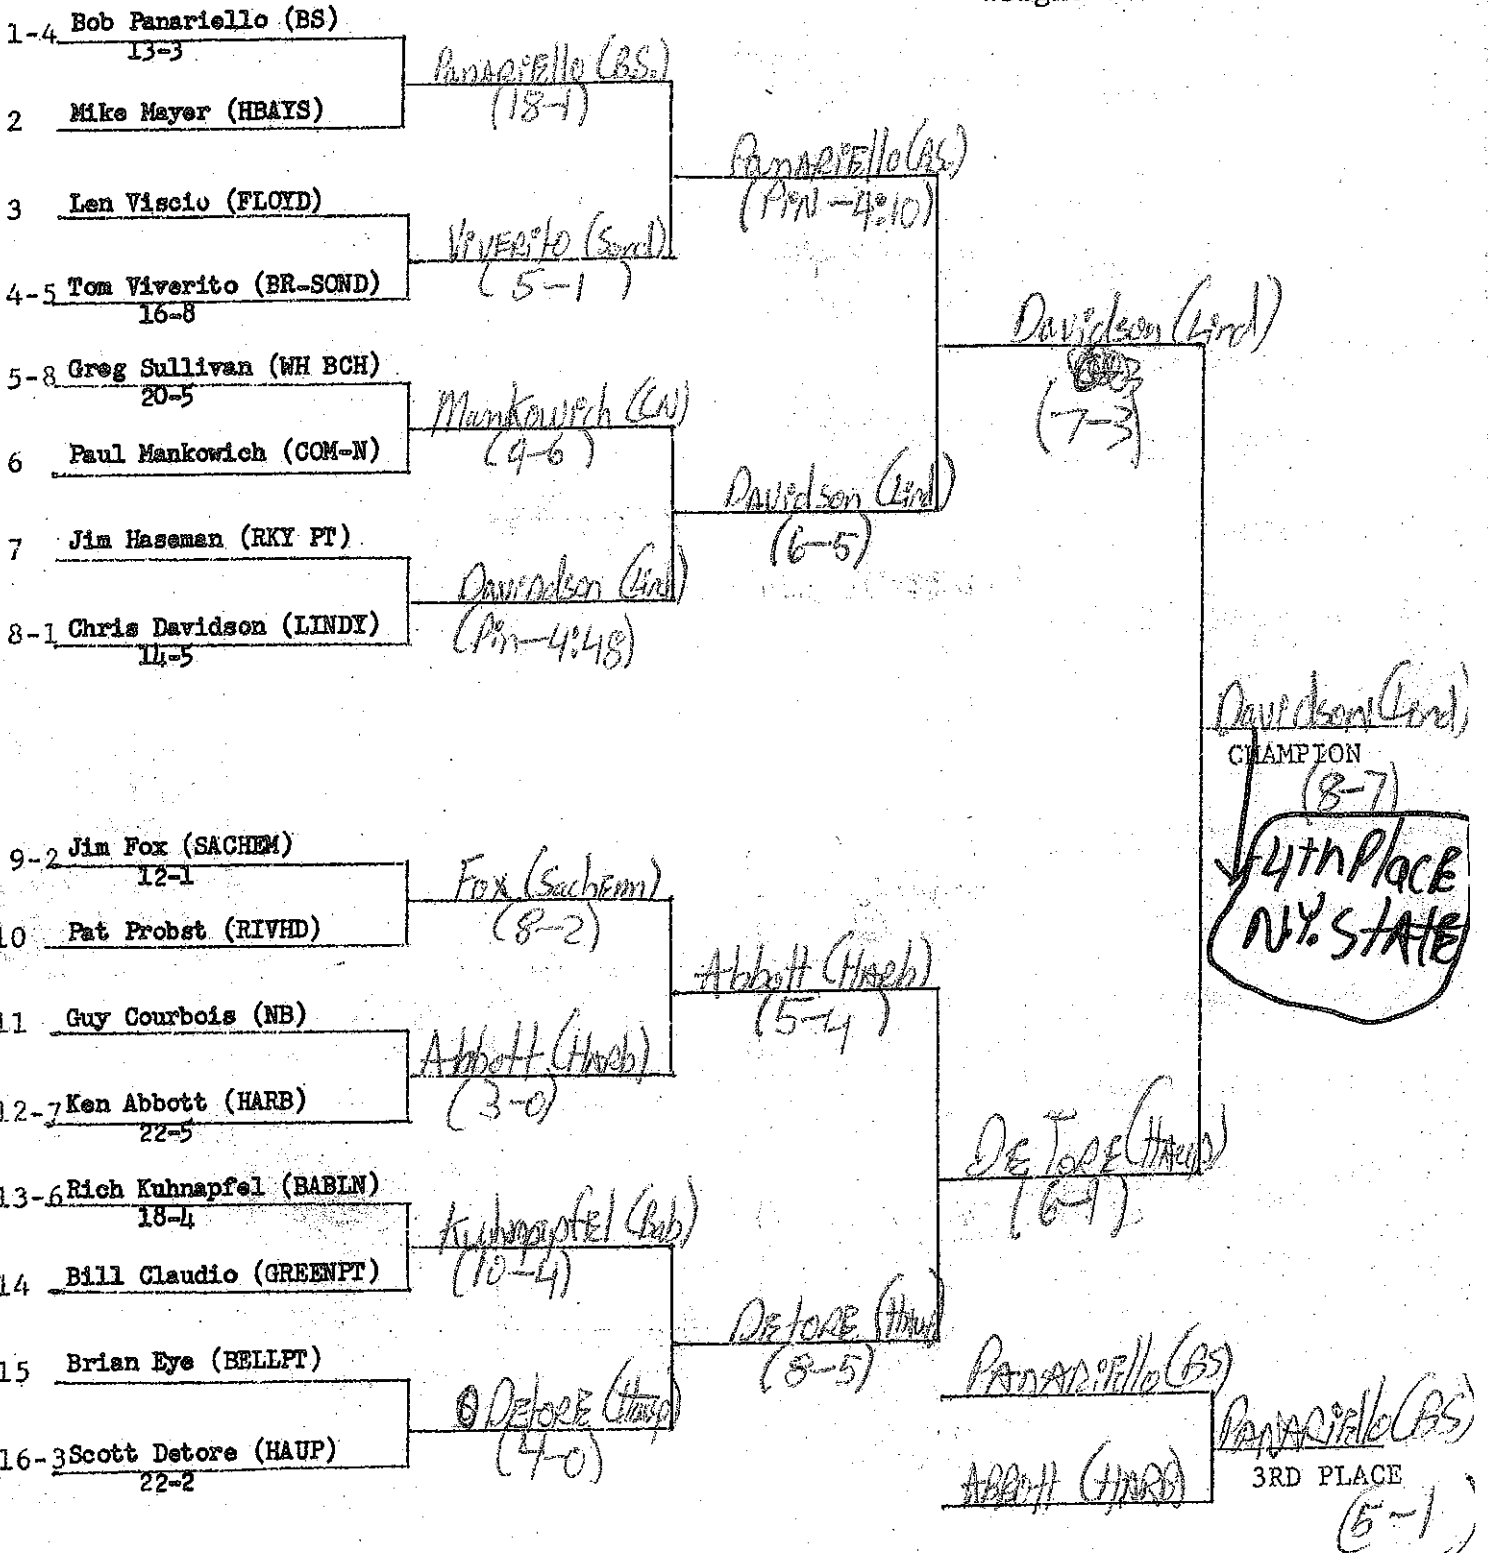 1-4 Bob Panariello (BS)
13-3
2 Mike Mayer (HBAYS)
3 Len Viscio (FLOYD)
4-5 Tom Viverito (BR-SOND)
16-8
5-8 Greg Sullivan (WH BCH)
20-5
6 Paul Mankowich (COM-N)
7 Jim Haseman (RKY PT)
8-1 Chris Davidson (LINDY)
14-5
9-2 Jim Fox (SACHEM)
12-1
10 Pat Probst (RIVHD)
11 Guy Courbois (NB)
12-7 Ken Abbott (HARB)
22-5
13-6 Rich Kuhnapfel (BABLN)
18-4
14 Bill Claudio (GREENPT)
15 Brian Eye (BELLPT)
16-3 Scott Detore (HAUP)
22-2
PANARiEllo (BS.)
(18-1)
ViVERito (Sond)
(5-1)
Mankowich (CN)
(9-6)
Davindson (Lind)
(Pin-4:48)
Fox (SachEm)
(8-2)
Abbott (HARb)
(3-0)
Kuhnapfel (Bab)
(10-4)
DEtORE (Haup)
(4-0)
PANARiEllo (BS.)
(PiN-4:10)
DAVidson (Lind)
(6-5)
Abbott (HARb)
(5-4)
DEtORE (HAup)
(8-5)
Davidson (Lind)
(7-3)
DETORE (HAup)
(6-1)
Davidson (Lind)
CHAMPION
(8-7)
4th PlacE
N.Y. StAtE
PANARiEllo (BS)
ABBOtt (HARB)
PANARiEllo (BS)
3RD PLACE
(5-1)